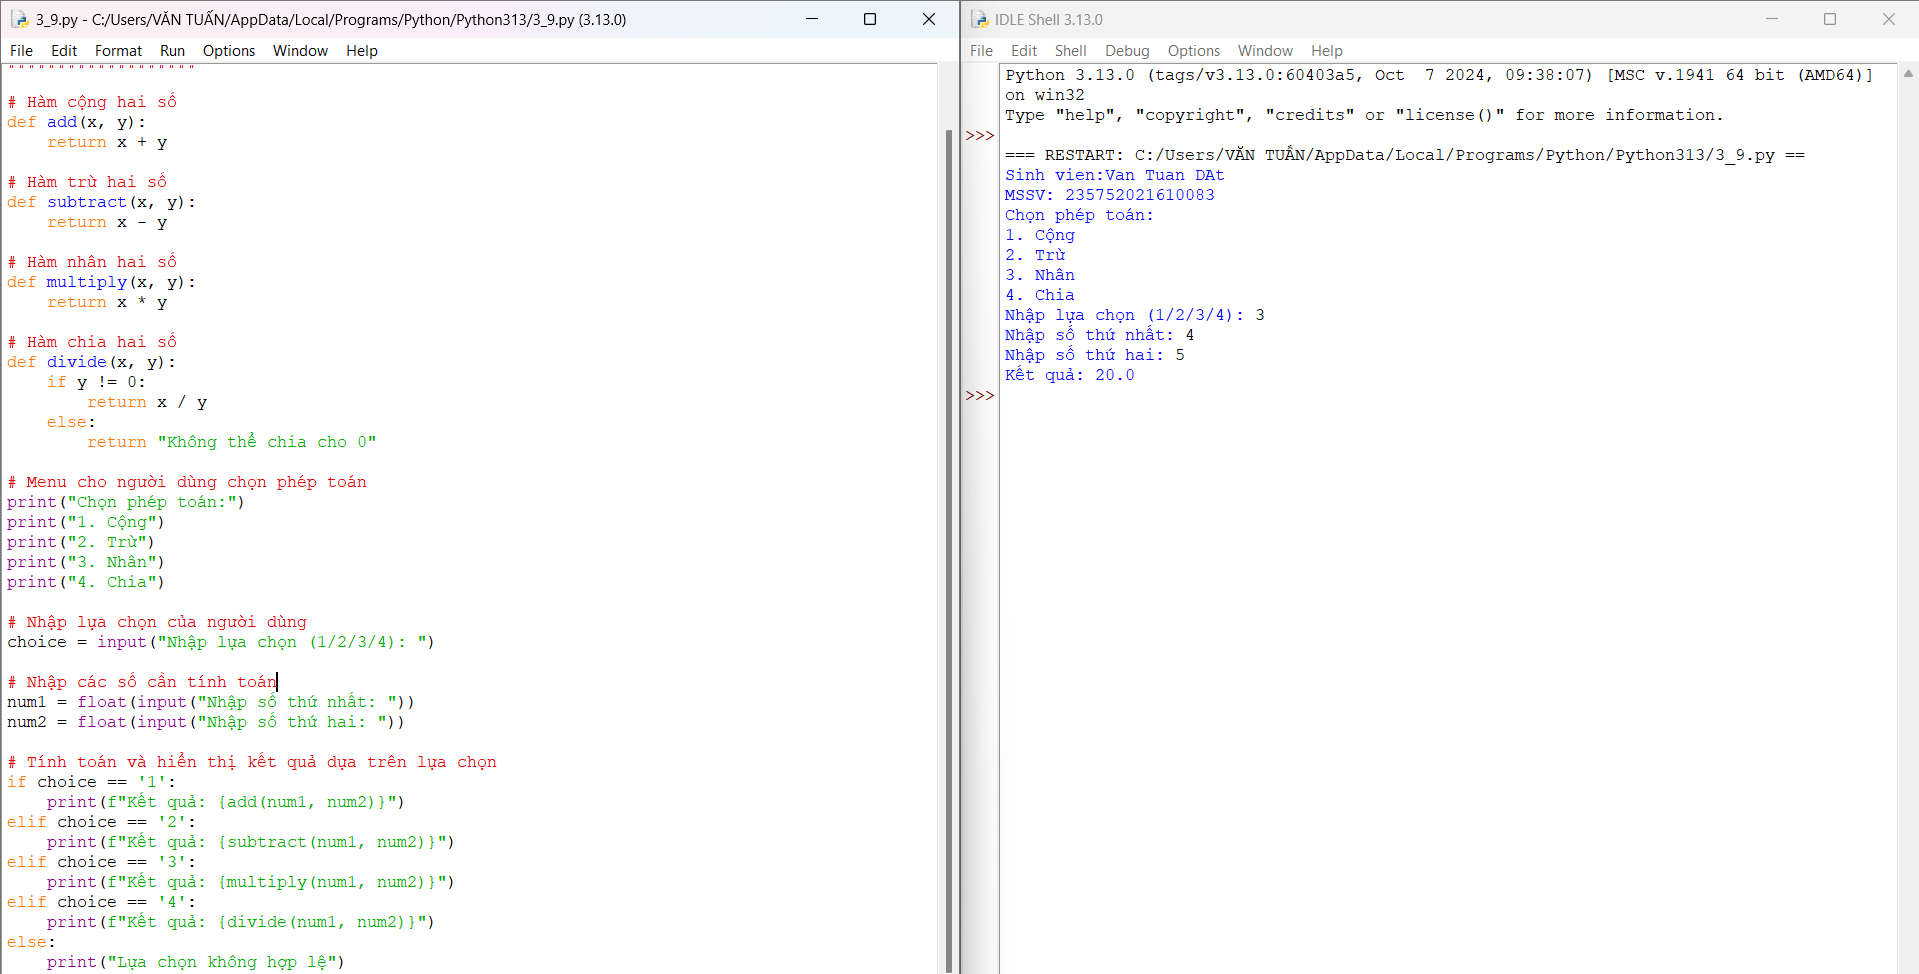 3_9.py - C:/Users/VĂN TUẤN/AppData/Local/Programs/Python/Python313/3_9.py (3.13.0)
File Edit Format Run Options Window Help
"""""""""""""""""""
# Hàm cộng hai số
def add(x, y):
    return x + y
# Hàm trừ hai số
def subtract(x, y):
    return x - y
# Hàm nhân hai số
def multiply(x, y):
    return x * y
# Hàm chia hai số
def divide(x, y):
    if y != 0:
        return x / y
    else:
        return "Không thể chia cho 0"
# Menu cho người dùng chọn phép toán
print("Chọn phép toán:")
print("1. Cộng")
print("2. Trừ")
print("3. Nhân")
print("4. Chia")
# Nhập lựa chọn của người dùng
choice = input("Nhập lựa chọn (1/2/3/4): ")
# Nhập các số cần tính toán
num1 = float(input("Nhập số thứ nhất: "))
num2 = float(input("Nhập số thứ hai: "))
# Tính toán và hiển thị kết quả dựa trên lựa chọn
if choice == '1':
    print(f"Kết quả: {add(num1, num2)}")
elif choice == '2':
    print(f"Kết quả: {subtract(num1, num2)}")
elif choice == '3':
    print(f"Kết quả: {multiply(num1, num2)}")
elif choice == '4':
    print(f"Kết quả: {divide(num1, num2)}")
else:
    print("Lựa chọn không hợp lệ")
IDLE Shell 3.13.0
File Edit Shell Debug Options Window Help
Python 3.13.0 (tags/v3.13.0:60403a5, Oct  7 2024, 09:38:07) [MSC v.1941 64 bit (AMD64)]
on win32
Type "help", "copyright", "credits" or "license()" for more information.
>>>
=== RESTART: C:/Users/VĂN TUẤN/AppData/Local/Programs/Python/Python313/3_9.py ==
Sinh vien:Van Tuan DAt
MSSV: 235752021610083
Chọn phép toán:
1. Cộng
2. Trừ
3. Nhân
4. Chia
Nhập lựa chọn (1/2/3/4): 3
Nhập số thứ nhất: 4
Nhập số thứ hai: 5
Kết quả: 20.0
>>>